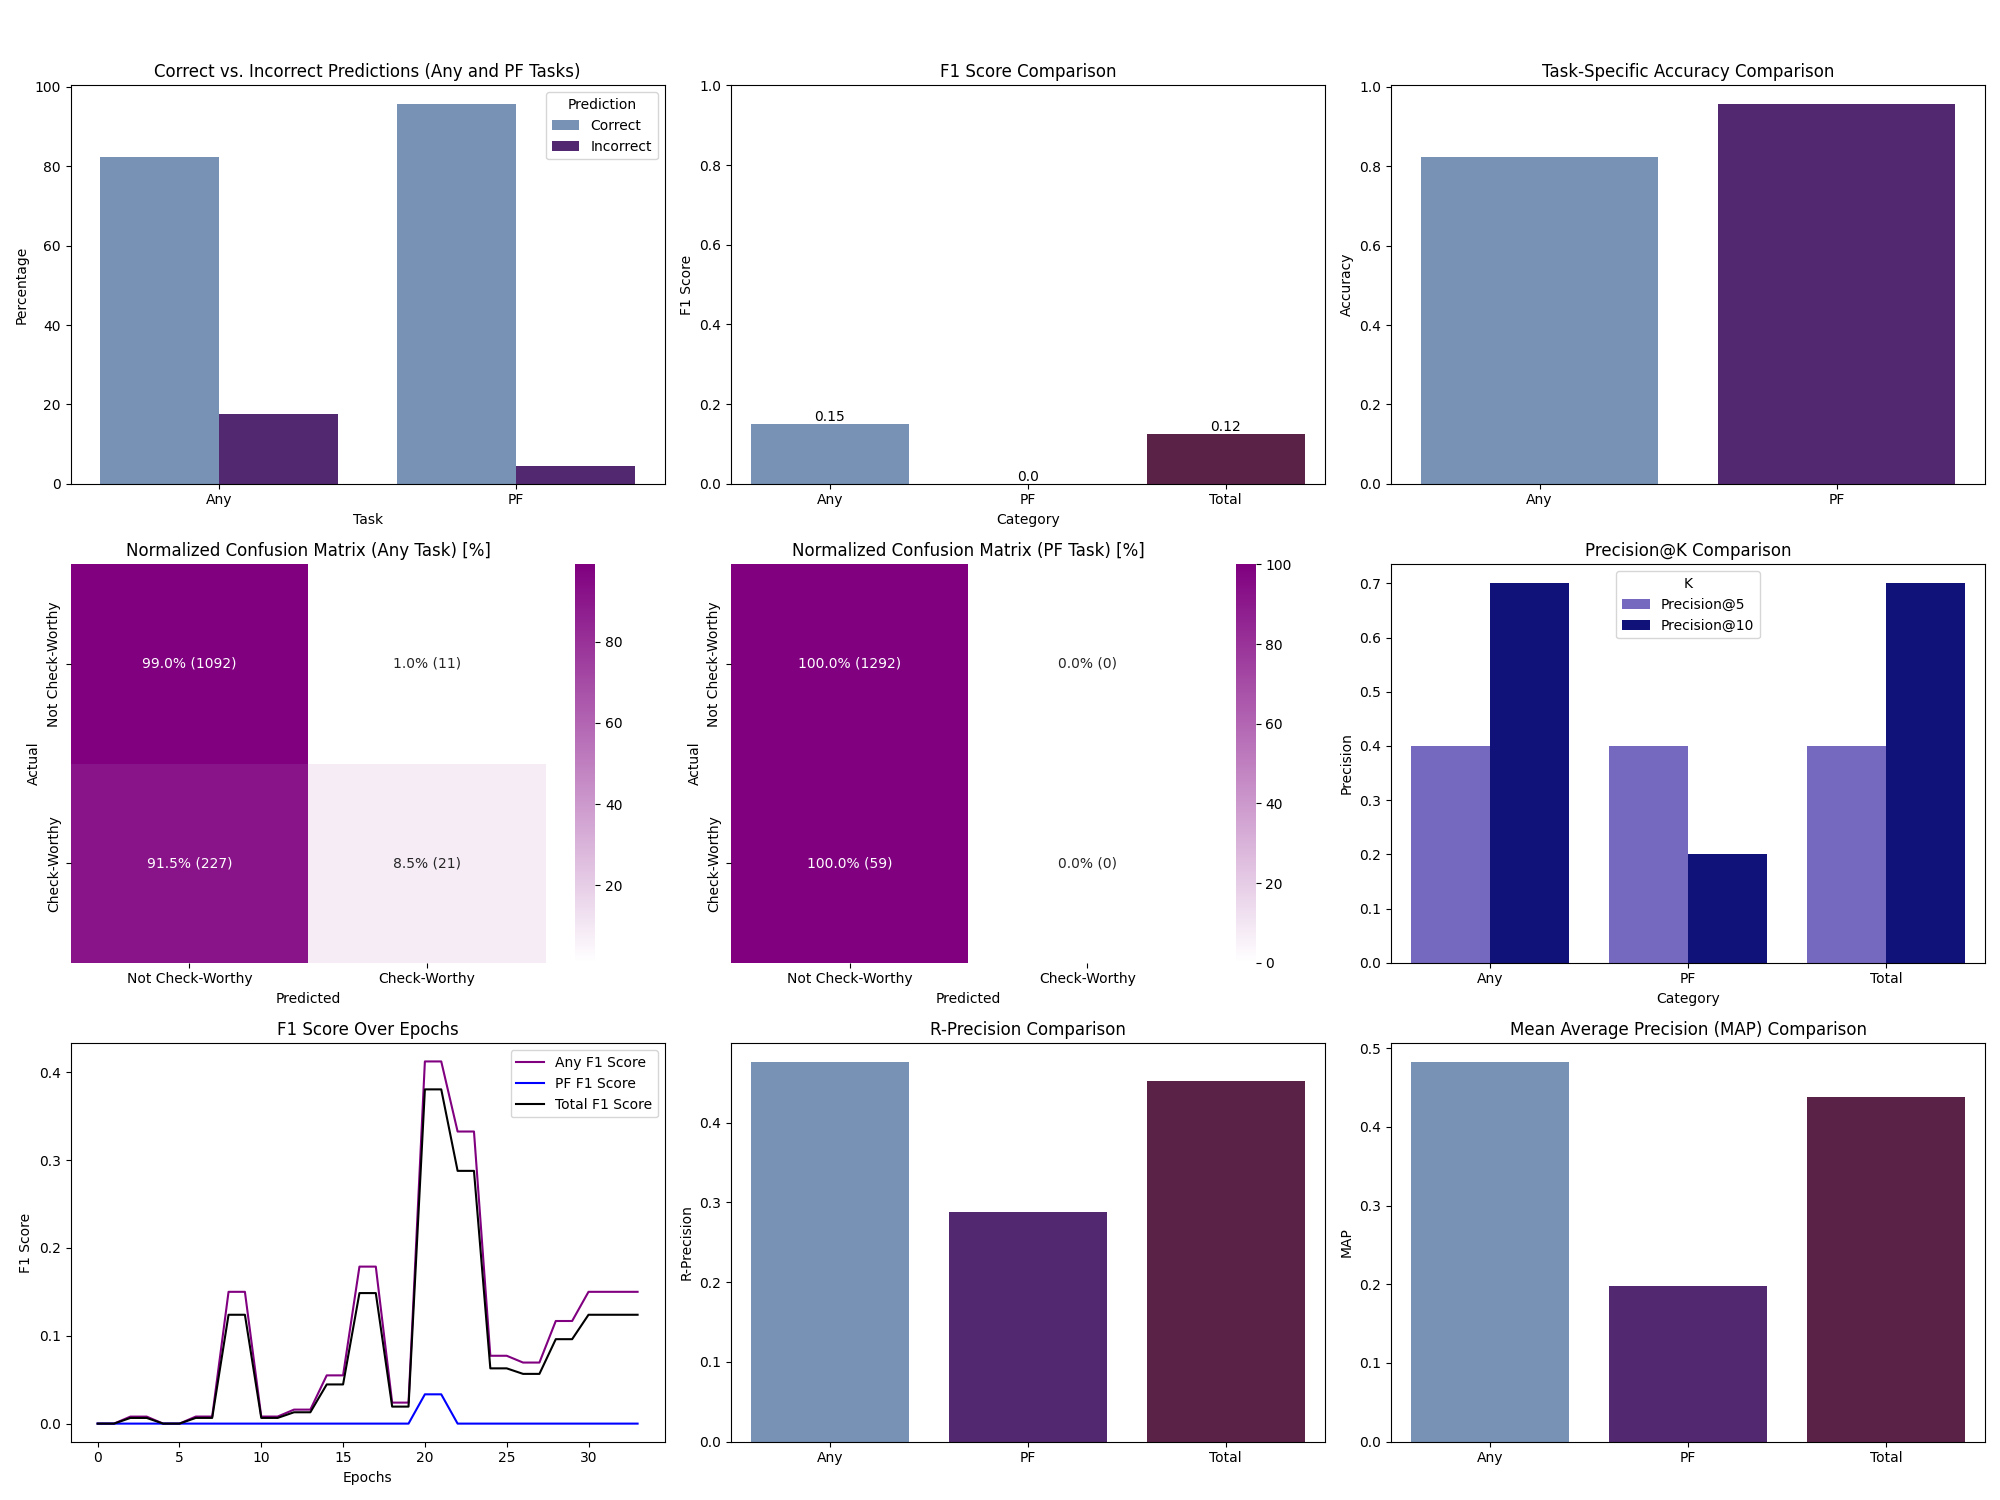 Correct vs. Incorrect Predictions (Any and PF Tasks)
Percentage
100
80
60
40
20
0
Prediction
Correct
Incorrect
Any
PF
Task
F1 Score Comparison
F1 Score
1.0
0.8
0.6
0.4
0.2
0.0
0.15
0.0
0.12
Any
PF
Total
Category
Task-Specific Accuracy Comparison
Accuracy
1.0
0.8
0.6
0.4
0.2
0.0
Any
PF
Normalized Confusion Matrix (Any Task) [%]
Actual
Not Check-Worthy
Check-Worthy
99.0% (1092)
1.0% (11)
91.5% (227)
8.5% (21)
80
60
40
20
Not Check-Worthy
Check-Worthy
Predicted
Normalized Confusion Matrix (PF Task) [%]
Actual
Not Check-Worthy
Check-Worthy
100.0% (1292)
0.0% (0)
100.0% (59)
0.0% (0)
100
80
60
40
20
0
Not Check-Worthy
Check-Worthy
Predicted
Precision@K Comparison
Precision
0.7
0.6
0.5
0.4
0.3
0.2
0.1
0.0
K
Precision@5
Precision@10
Any
PF
Total
Category
F1 Score Over Epochs
F1 Score
0.4
0.3
0.2
0.1
0.0
Any F1 Score
PF F1 Score
Total F1 Score
0
5
10
15
20
25
30
Epochs
R-Precision Comparison
R-Precision
0.4
0.3
0.2
0.1
0.0
Any
PF
Total
Mean Average Precision (MAP) Comparison
MAP
0.5
0.4
0.3
0.2
0.1
0.0
Any
PF
Total